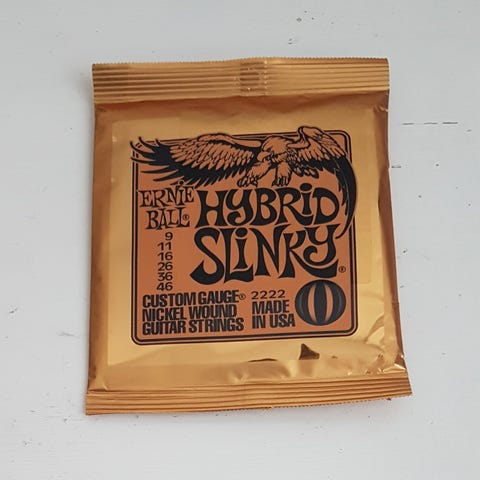 ERNIE
BALL®
HYBRID
SLINKY®
9
11
16
26
36
46
CUSTOM GAUGE®
NICKEL WOUND
GUITAR STRINGS
2222
MADE
IN USA